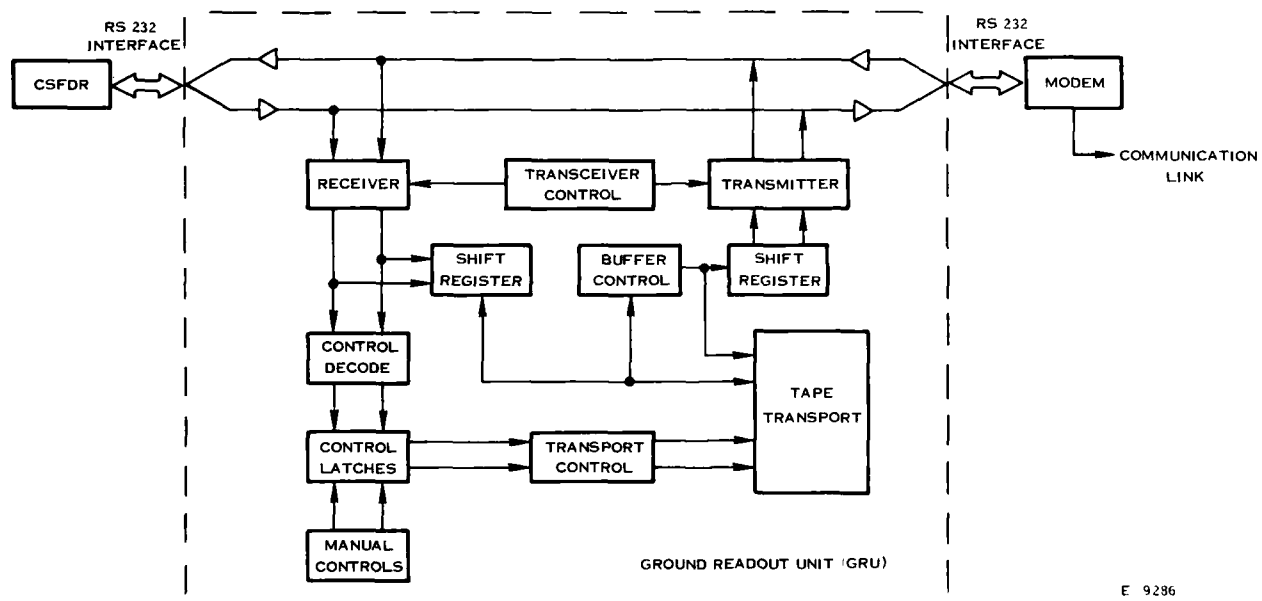 RS 232
INTERFACE
CSFDR
RS 232
INTERFACE
MODEM
COMMUNICATION
LINK
RECEIVER
TRANSCEIVER
CONTROL
TRANSMITTER
SHIFT
REGISTER
BUFFER
CONTROL
SHIFT
REGISTER
CONTROL
DECODE
TAPE
TRANSPORT
CONTROL
LATCHES
TRANSPORT
CONTROL
MANUAL
CONTROLS
GROUND READOUT UNIT (GRU)
E 9286